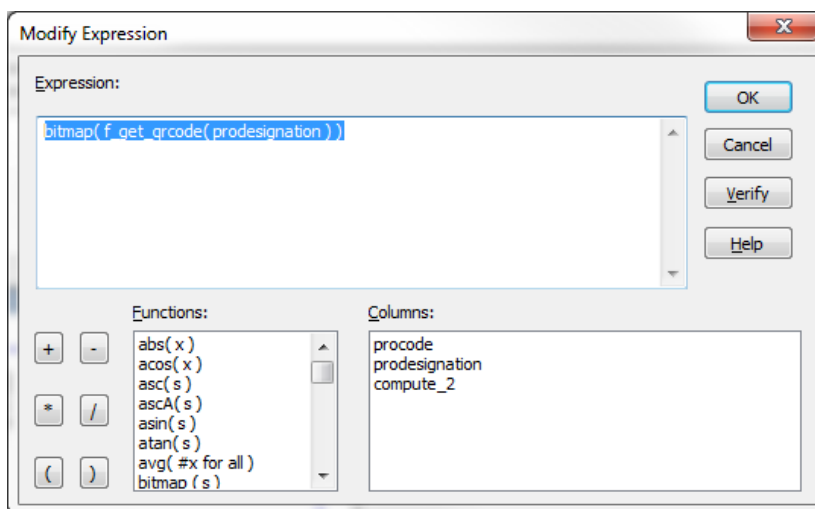 Modify Expression
Expression:
bitmap( f_get_qrcode( prodesignation ) )
OK
Cancel
Verify
Help
Functions:
Columns:
+ -
* /
( )
abs( x )
acos( x )
asc( s )
ascA( s )
asin( s )
atan( s )
avg( #x for all )
bitmap ( s )
procode
prodesignation
compute_2